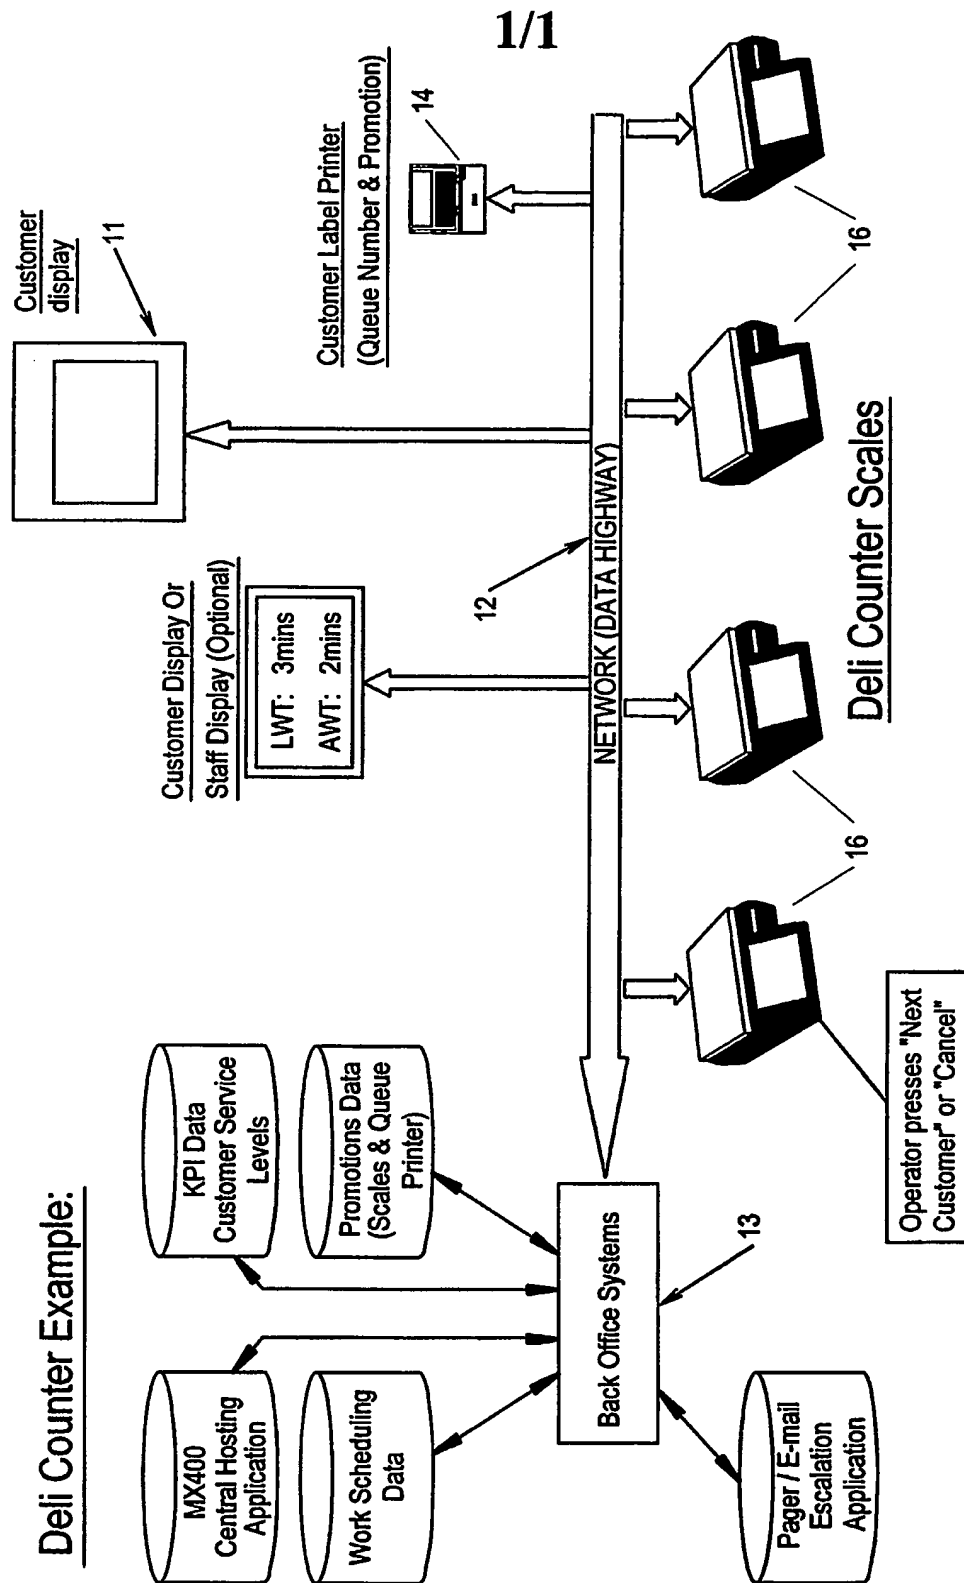 1/1
Deli Counter Example:
MX400
Central Hosting
Application
KPI Data
Customer Service
Levels
Work Scheduling
Data
Promotions Data
(Scales & Queue
Printer)
Back Office Systems
13
Pager / E-mail
Escalation
Application
Customer Display Or
Staff Display (Optional)
LWT: 3mins
AWT: 2mins
Customer
display
11
Customer Label Printer
(Queue Number & Promotion)
14
12
NETWORK (DATA HIGHWAY)
16
16
Deli Counter Scales
Operator presses "Next
Customer" or "Cancel"